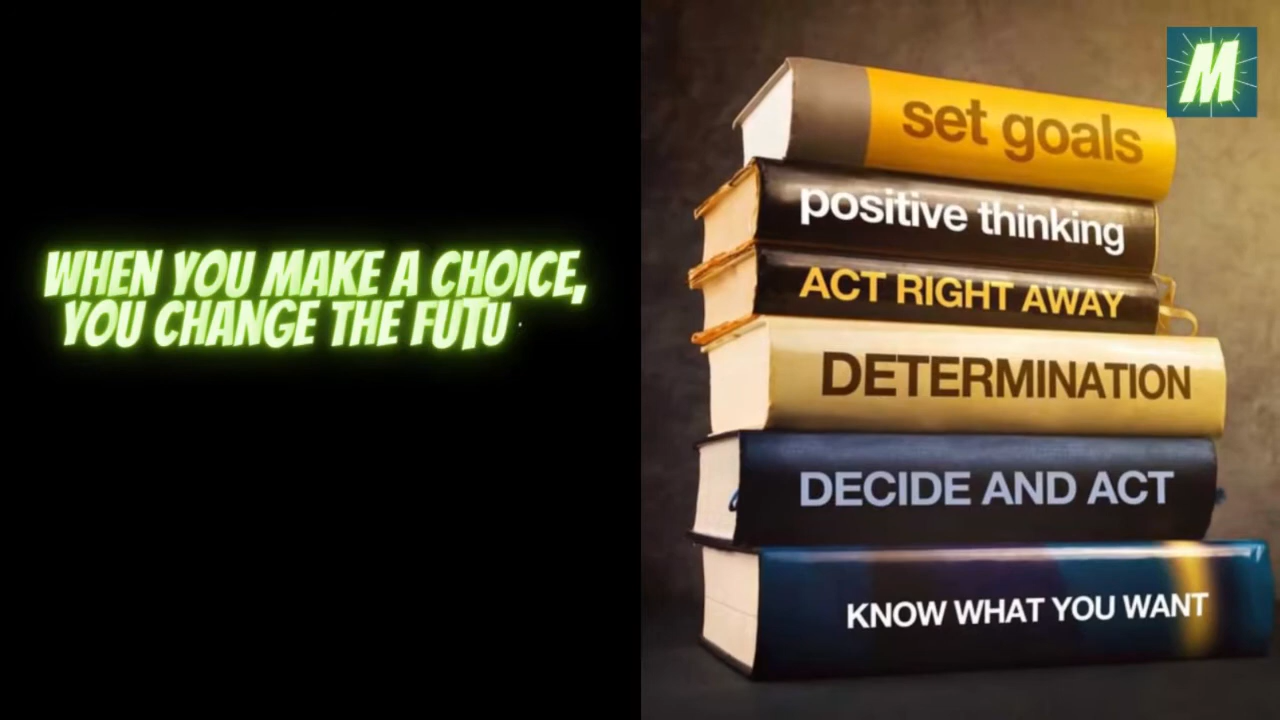 WHEN YOU MAKE A CHOICE,
YOU CHANGE THE FUTU
M
set goals
positive thinking
ACT RIGHT AWAY
DETERMINATION
DECIDE AND ACT
KNOW WHAT YOU WANT